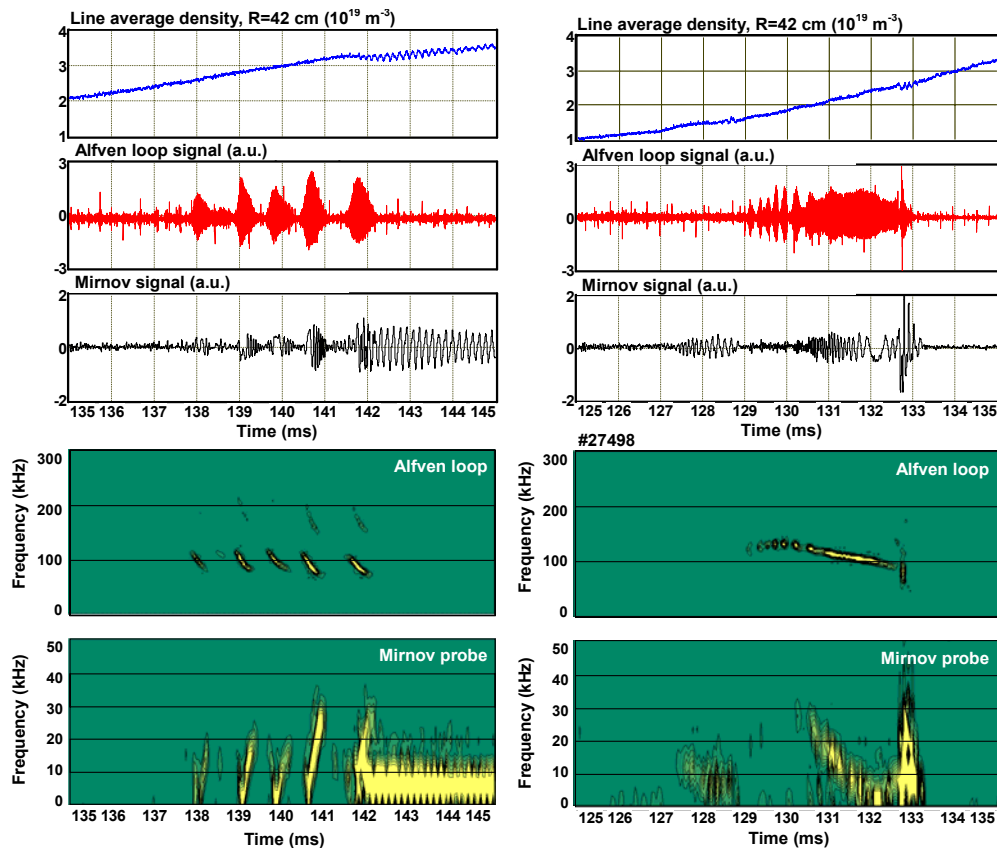 Line average density, R=42 cm (10^19 m^-3)
4
3
2
1
Alfven loop signal (a.u.)
3
0
-3
Mirnov signal (a.u.)
2
0
-2
135 136 137 138 139 140 141 142 143 144 145
Time (ms)
Frequency (kHz)
300
200
100
0
Alfven loop
Frequency (kHz)
50
40
30
20
10
0
Mirnov probe
135 136 137 138 139 140 141 142 143 144 145
Time (ms)
Line average density, R=42 cm (10^19 m^-3)
4
3
2
1
Alfven loop signal (a.u.)
3
0
-3
Mirnov signal (a.u.)
2
0
-2
125 126 127 128 129 130 131 132 133 134 135
Time (ms)
#27498
Frequency (kHz)
300
200
100
0
Alfven loop
Frequency (kHz)
50
40
30
20
10
0
Mirnov probe
125 126 127 128 129 130 131 132 133 134 135
Time (ms)